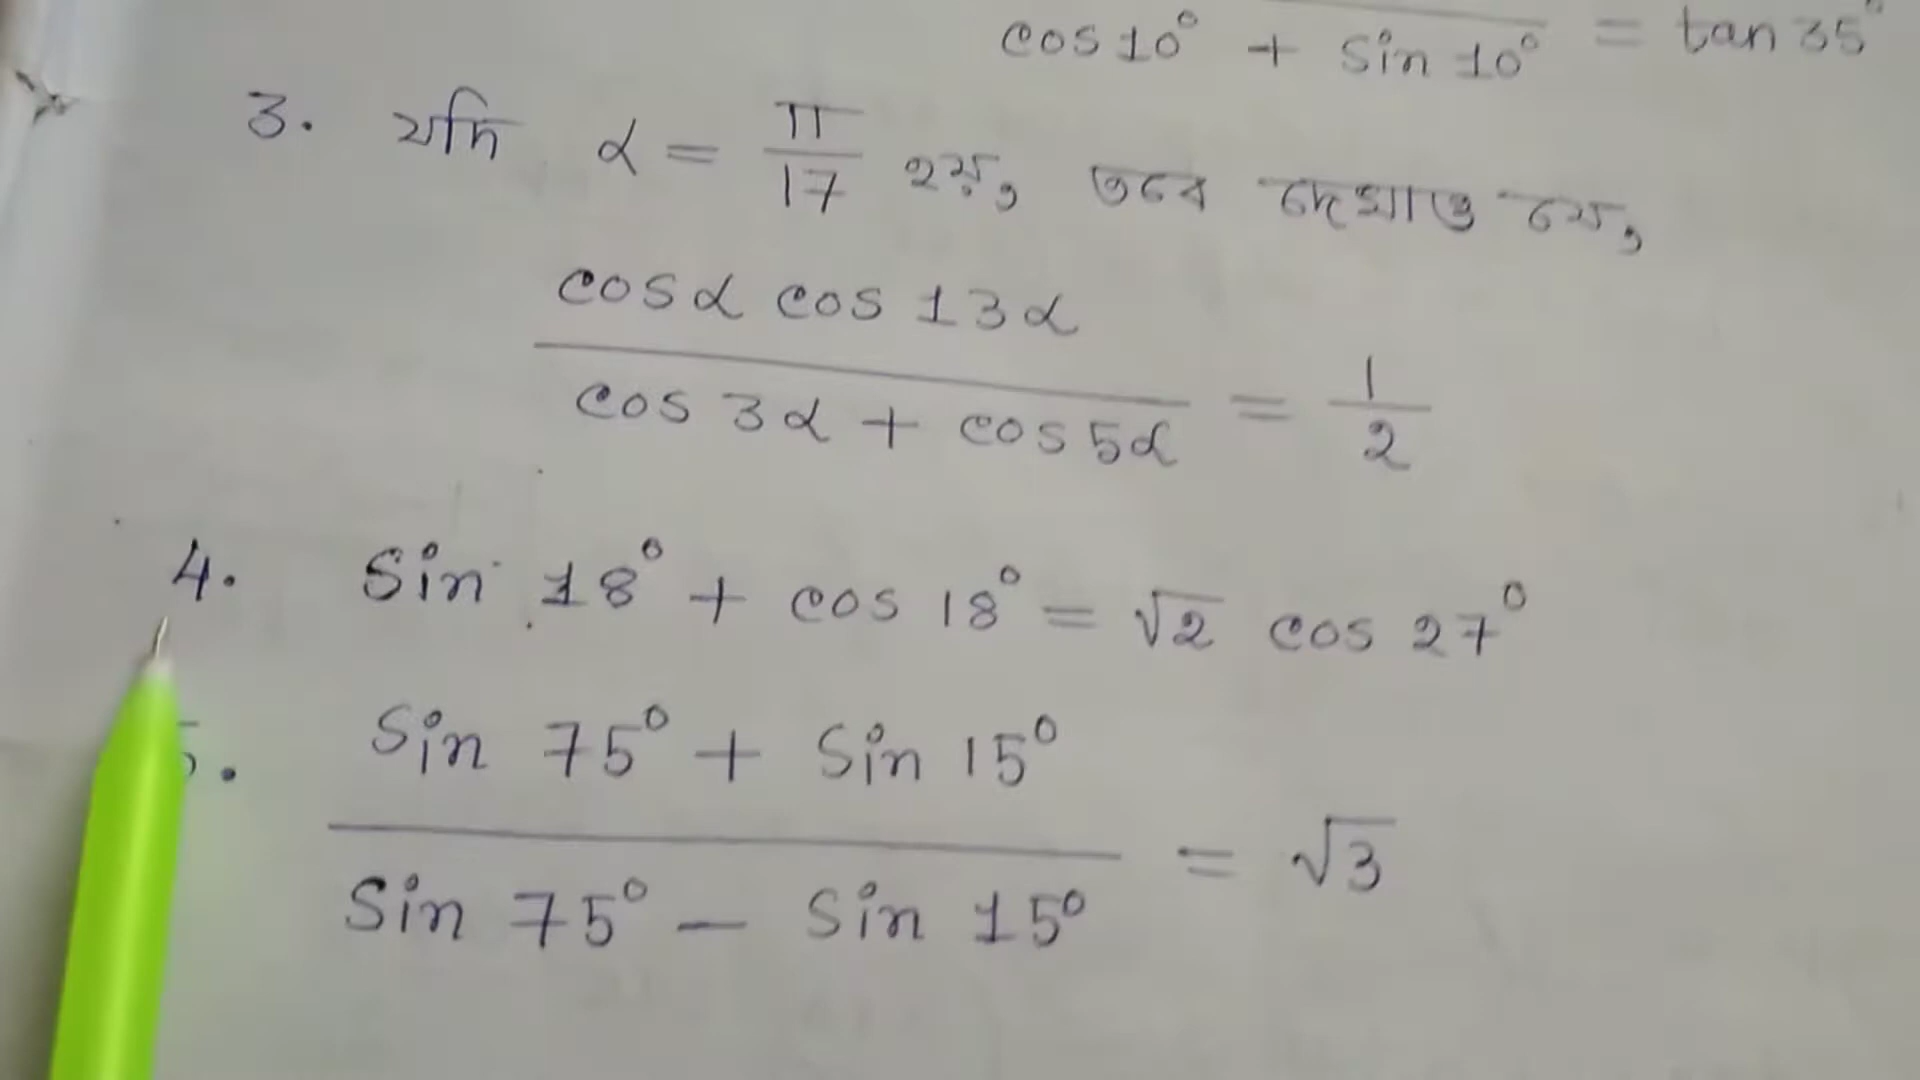 cos 10° + sin 10° = tan 35°
3. যদি α = π/17 হয়, তবে দেখাও যে,
cos α cos 13α
cos 3α + cos 5α = 1/2
4. sin 18° + cos 18° = √2 cos 27°
5. sin 75° + sin 15°
= √3
sin 75° − sin 15°